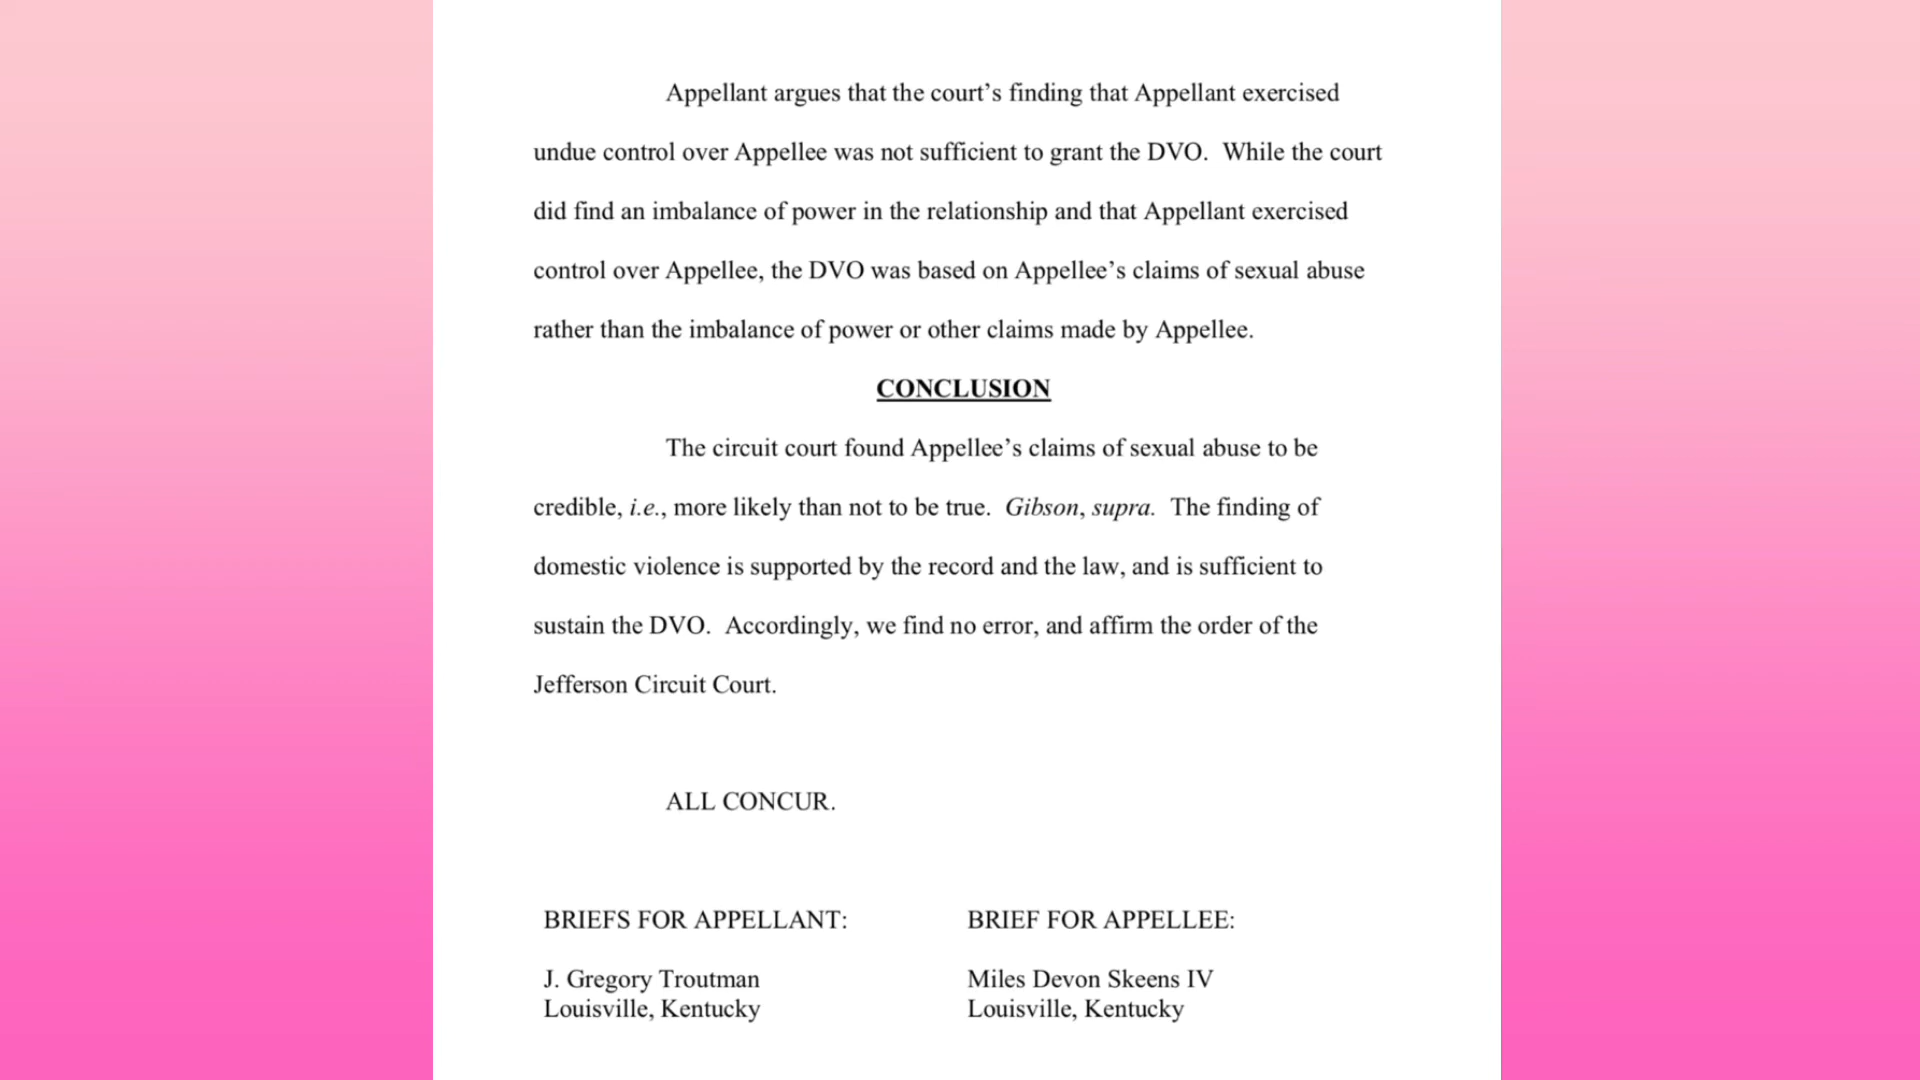 Appellant argues that the court’s finding that Appellant exercised
undue control over Appellee was not sufficient to grant the DVO.  While the court
did find an imbalance of power in the relationship and that Appellant exercised
control over Appellee, the DVO was based on Appellee’s claims of sexual abuse
rather than the imbalance of power or other claims made by Appellee.
CONCLUSION
The circuit court found Appellee’s claims of sexual abuse to be
credible, i.e., more likely than not to be true.  Gibson, supra.  The finding of
domestic violence is supported by the record and the law, and is sufficient to
sustain the DVO.  Accordingly, we find no error, and affirm the order of the
Jefferson Circuit Court.
ALL CONCUR.
BRIEFS FOR APPELLANT:
J. Gregory Troutman
Louisville, Kentucky
BRIEF FOR APPELLEE:
Miles Devon Skeens IV
Louisville, Kentucky